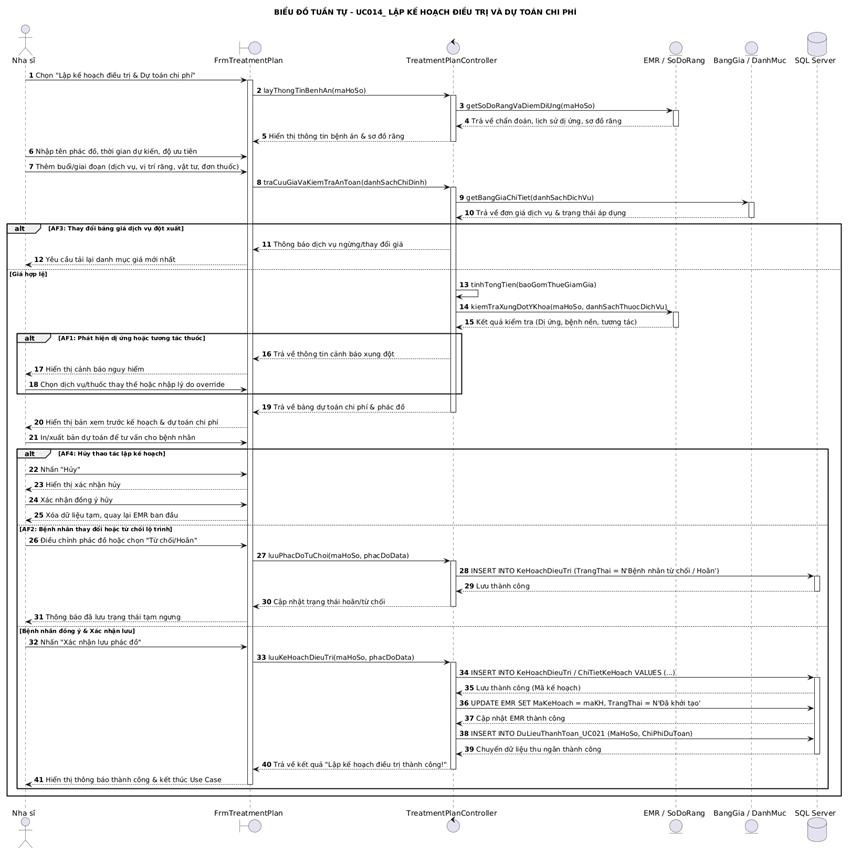 BIỂU ĐỒ TUẦN TỰ - UC014_ LẬP KẾ HOẠCH ĐIỀU TRỊ VÀ DỰ TOÁN CHI PHÍ
Nha sĩ
FrmTreatmentPlan
TreatmentPlanController
EMR / SoDoRang
BangGia / DanhMuc
SQL Server
1 Chọn "Lập kế hoạch điều trị & Dự toán chi phí"
2 layThongTinBenhAn(maHoSo)
3 getSoDoRangVaDiemDiUng(maHoSo)
4 Trả về chẩn đoán, lịch sử dị ứng, sơ đồ răng
5 Hiển thị thông tin bệnh án & sơ đồ răng
6 Nhập tên phác đồ, thời gian dự kiến, độ ưu tiên
7 Thêm buổi/giai đoạn (dịch vụ, vị trí răng, vật tư, đơn thuốc)
8 traCuuGiaVaKiemTraAnToan(danhSachChiDinh)
9 getBangGiaChiTiet(danhSachDichVu)
10 Trả về đơn giá dịch vụ & trạng thái áp dụng
alt [AF3: Thay đổi bảng giá dịch vụ đột xuất]
11 Thông báo dịch vụ ngừng/thay đổi giá
12 Yêu cầu tải lại danh mục giá mới nhất
[Giá hợp lệ]
13 tinhTongTien(baoGomThueGiamGia)
14 kiemTraXungDotYKhoa(maHoSo, danhSachThuocDichVu)
15 Kết quả kiểm tra (Dị ứng, bệnh nền, tương tác)
alt [AF1: Phát hiện dị ứng hoặc tương tác thuốc]
16 Trả về thông tin cảnh báo xung đột
17 Hiển thị cảnh báo nguy hiểm
18 Chọn dịch vụ/thuốc thay thế hoặc nhập lý do override
19 Trả về bảng dự toán chi phí & phác đồ
20 Hiển thị bản xem trước kế hoạch & dự toán chi phí
21 In/xuất bản dự toán để tư vấn cho bệnh nhân
alt [AF4: Hủy thao tác lập kế hoạch]
22 Nhấn "Hủy"
23 Hiển thị xác nhận hủy
24 Xác nhận đồng ý hủy
25 Xóa dữ liệu tạm, quay lại EMR ban đầu
[AF2: Bệnh nhân thay đổi hoặc từ chối lộ trình]
26 Điều chỉnh phác đồ hoặc chọn "Từ chối/Hoãn"
27 luuPhacDoTuChoi(maHoSo, phacDoData)
28 INSERT INTO KeHoachDieuTri (TrangThai = N'Bệnh nhân từ chối / Hoãn')
29 Lưu thành công
30 Cập nhật trạng thái hoãn/từ chối
31 Thông báo đã lưu trạng thái tạm ngưng
[Bệnh nhân đồng ý & Xác nhận lưu]
32 Nhấn "Xác nhận lưu phác đồ"
33 luuKeHoachDieuTri(maHoSo, phacDoData)
34 INSERT INTO KeHoachDieuTri / ChiTietKeHoach VALUES (...)
35 Lưu thành công (Mã kế hoạch)
36 UPDATE EMR SET MaKeHoach = maKH, TrangThai = N'Đã khởi tạo'
37 Cập nhật EMR thành công
38 INSERT INTO DuLieuThanhToan_UC021 (MaHoSo, ChiPhiDuToan)
39 Chuyển dữ liệu thu ngân thành công
40 Trả về kết quả "Lập kế hoạch điều trị thành công!"
41 Hiển thị thông báo thành công & kết thúc Use Case
Nha sĩ
FrmTreatmentPlan
TreatmentPlanController
EMR / SoDoRang
BangGia / DanhMuc
SQL Server